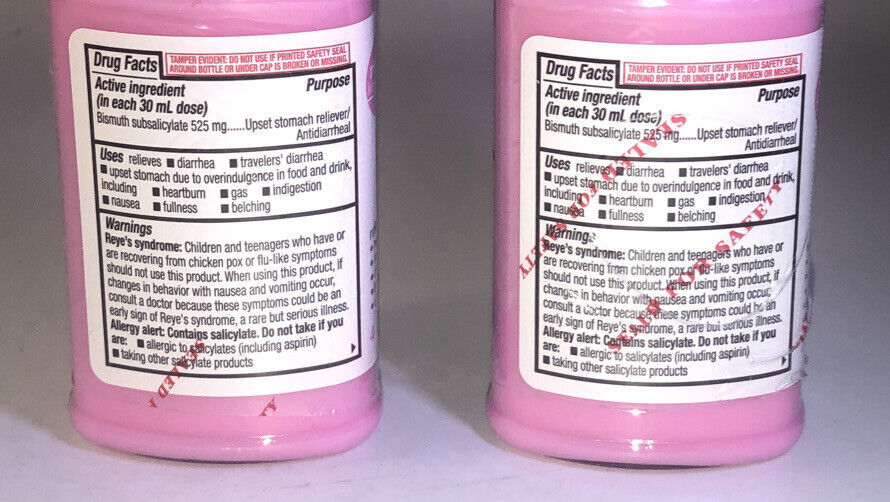 Drug Facts
TAMPER EVIDENT: DO NOT USE IF PRINTED SAFETY SEAL
AROUND BOTTLE OR UNDER CAP IS BROKEN OR MISSING.
Active ingredient Purpose
(in each 30 mL dose)
Bismuth subsalicylate 525 mg......Upset stomach reliever/
Antidiarrheal
Uses relieves ■ diarrhea ■ travelers' diarrhea
■ upset stomach due to overindulgence in food and drink,
including ■ heartburn ■ gas ■ indigestion
■ nausea ■ fullness ■ belching
Warnings
Reye's syndrome: Children and teenagers who have or
are recovering from chicken pox or flu-like symptoms
should not use this product. When using this product, if
changes in behavior with nausea and vomiting occur,
consult a doctor because these symptoms could be an
early sign of Reye's syndrome, a rare but serious illness.
Allergy alert: Contains salicylate. Do not take if you
are: ■ allergic to salicylates (including aspirin)
■ taking other salicylate products
SEALED
Drug Facts
TAMPER EVIDENT: DO NOT USE IF PRINTED SAFETY SEAL
AROUND BOTTLE OR UNDER CAP IS BROKEN OR MISSING.
Active ingredient Purpose
(in each 30 mL dose)
Bismuth subsalicylate 525 mg......Upset stomach reliever/
Antidiarrheal
Uses relieves ■ diarrhea ■ travelers' diarrhea
■ upset stomach due to overindulgence in food and drink,
including ■ heartburn ■ gas ■ indigestion
■ nausea ■ fullness ■ belching
Warnings
Reye's syndrome: Children and teenagers who have or
are recovering from chicken pox or flu-like symptoms
should not use this product. When using this product, if
changes in behavior with nausea and vomiting occur,
consult a doctor because these symptoms could be an
early sign of Reye's syndrome, a rare but serious illness.
Allergy alert: Contains salicylate. Do not take if you
are: ■ allergic to salicylates (including aspirin)
■ taking other salicylate products
SEALED FOR SAFETY
SEALED FOR SAFETY